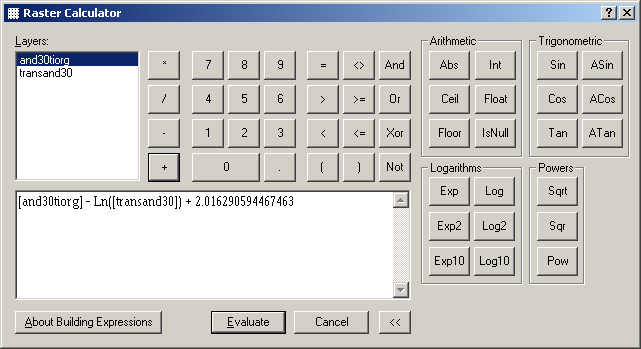 Raster Calculator
Layers:
and30tiorg
transand30
* 7 8 9 = <> And
/ 4 5 6 > >= Or
- 1 2 3 < <= Xor
+ 0 . ( ) Not
Arithmetic
Abs Int
Ceil Float
Floor IsNull
Trigonometric
Sin ASin
Cos ACos
Tan ATan
[and30tiorg] - Ln([transand30]) + 2.016290594467463
Logarithms
Exp Log
Exp2 Log2
Exp10 Log10
Powers
Sqrt
Sqr
Pow
About Building Expressions Evaluate Cancel <<